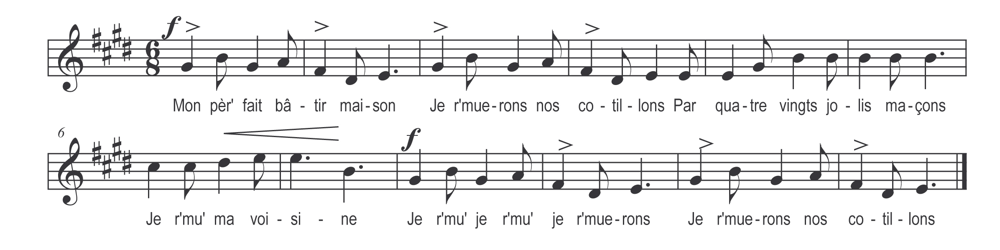 f
6
8
Mon pèr' fait bâ - tir mai - son Je r'mue - rons nos co - til - lons Par qua - tre vingts jo - lis ma - çons
6
f
Je r'mu' ma voi - si - ne Je r'mu' je r'mu' je r'mue - rons Je r'mue - rons nos co - til - lons